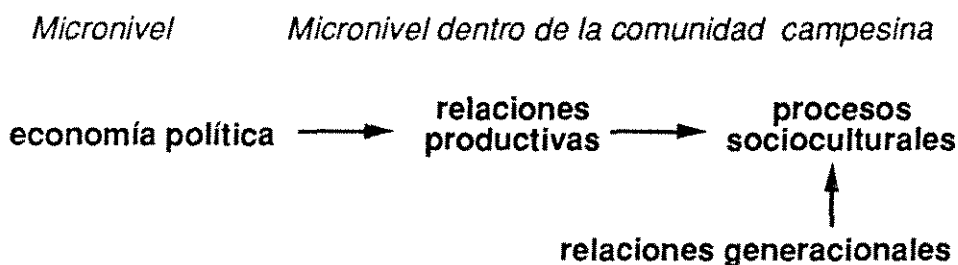 Micronivel
Micronivel dentro de la comunidad campesina
economía política
relaciones
productivas
procesos
socioculturales
relaciones generacionales